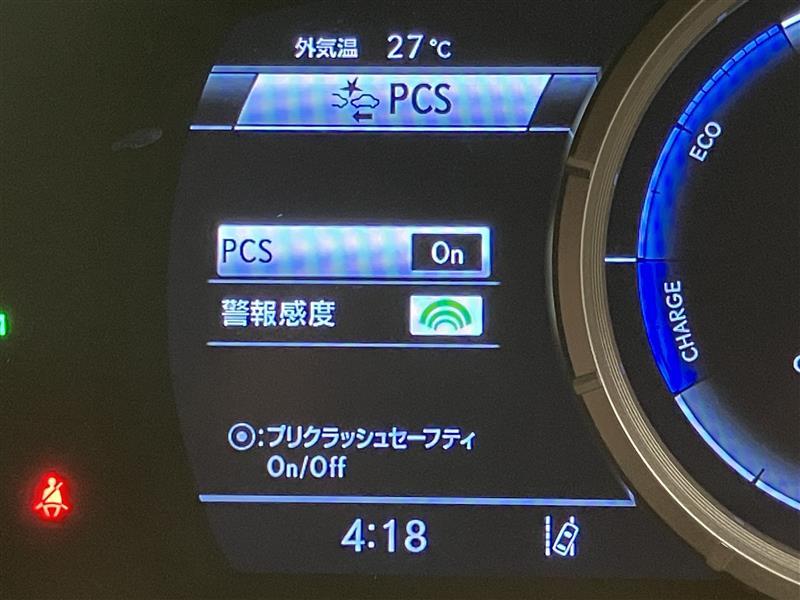 外気温 27℃
PCS
PCS On
警報感度
◎:プリクラッシュセーフティ
On/Off
4:18
ECO
CHARGE